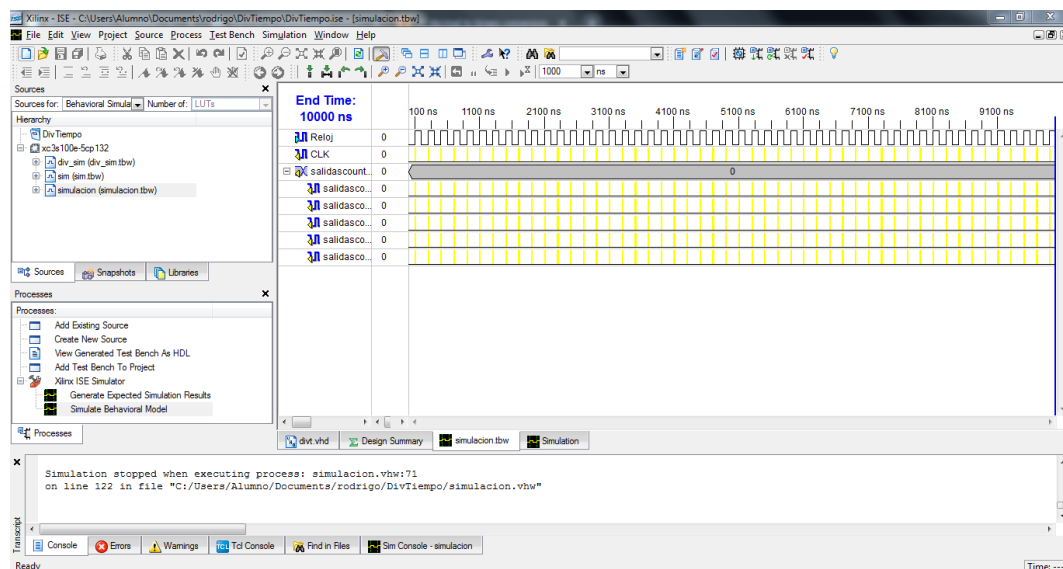 Xilinx - ISE - C:\Users\Alumno\Documents\rodrigo\DivTiempo\DivTiempo.ise - [simulacion.tbw]
File Edit View Project Source Process Test Bench Simulation Window Help
1000 ns
Sources
Sources for: Behavioral Simula Number of: LUTs
Hierarchy
DivTiempo
xc3s100e-5cp132
div_sim (div_sim.tbw)
sim (sim.tbw)
simulacion (simulacion.tbw)
Sources Snapshots Libraries
Processes
Processes:
Add Existing Source
Create New Source
View Generated Test Bench As HDL
Add Test Bench To Project
Xilinx ISE Simulator
Generate Expected Simulation Results
Simulate Behavioral Model
Processes
End Time:
10000 ns
100 ns 1100 ns 2100 ns 3100 ns 4100 ns 5100 ns 6100 ns 7100 ns 8100 ns 9100 ns
Reloj 0
CLK 0
salidascount... 0 0
salidasco... 0
salidasco... 0
salidasco... 0
salidasco... 0
salidasco... 0
divt.vhd Design Summary simulacion.tbw Simulation
Simulation stopped when executing process: simulacion.vhw:71
on line 122 in file "C:/Users/Alumno/Documents/rodrigo/DivTiempo/simulacion.vhw"
Transcript
Console Errors Warnings Tcl Console Find in Files Sim Console - simulacion
Ready Time: ---